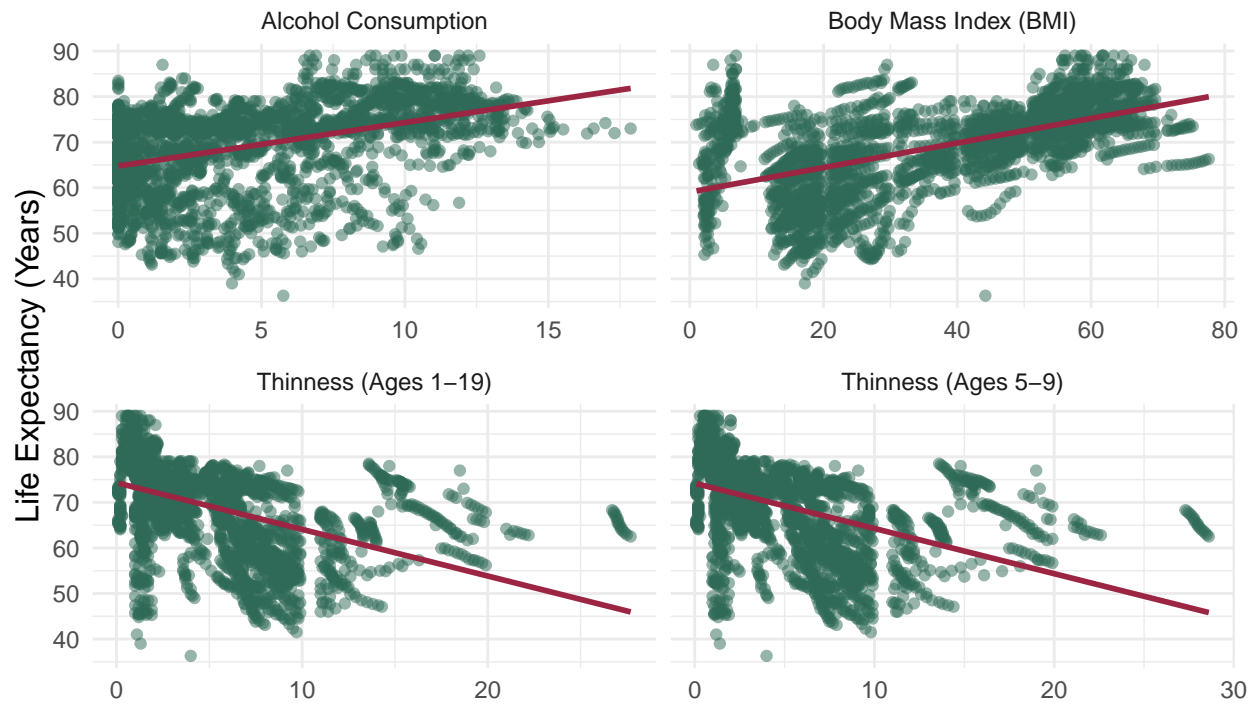 Alcohol Consumption
Body Mass Index (BMI)
90
80
70
60
50
40
0 5 10 15
0 20 40 60 80
Life Expectancy (Years)
Thinness (Ages 1–19)
Thinness (Ages 5–9)
90
80
70
60
50
40
0 10 20
0 10 20 30